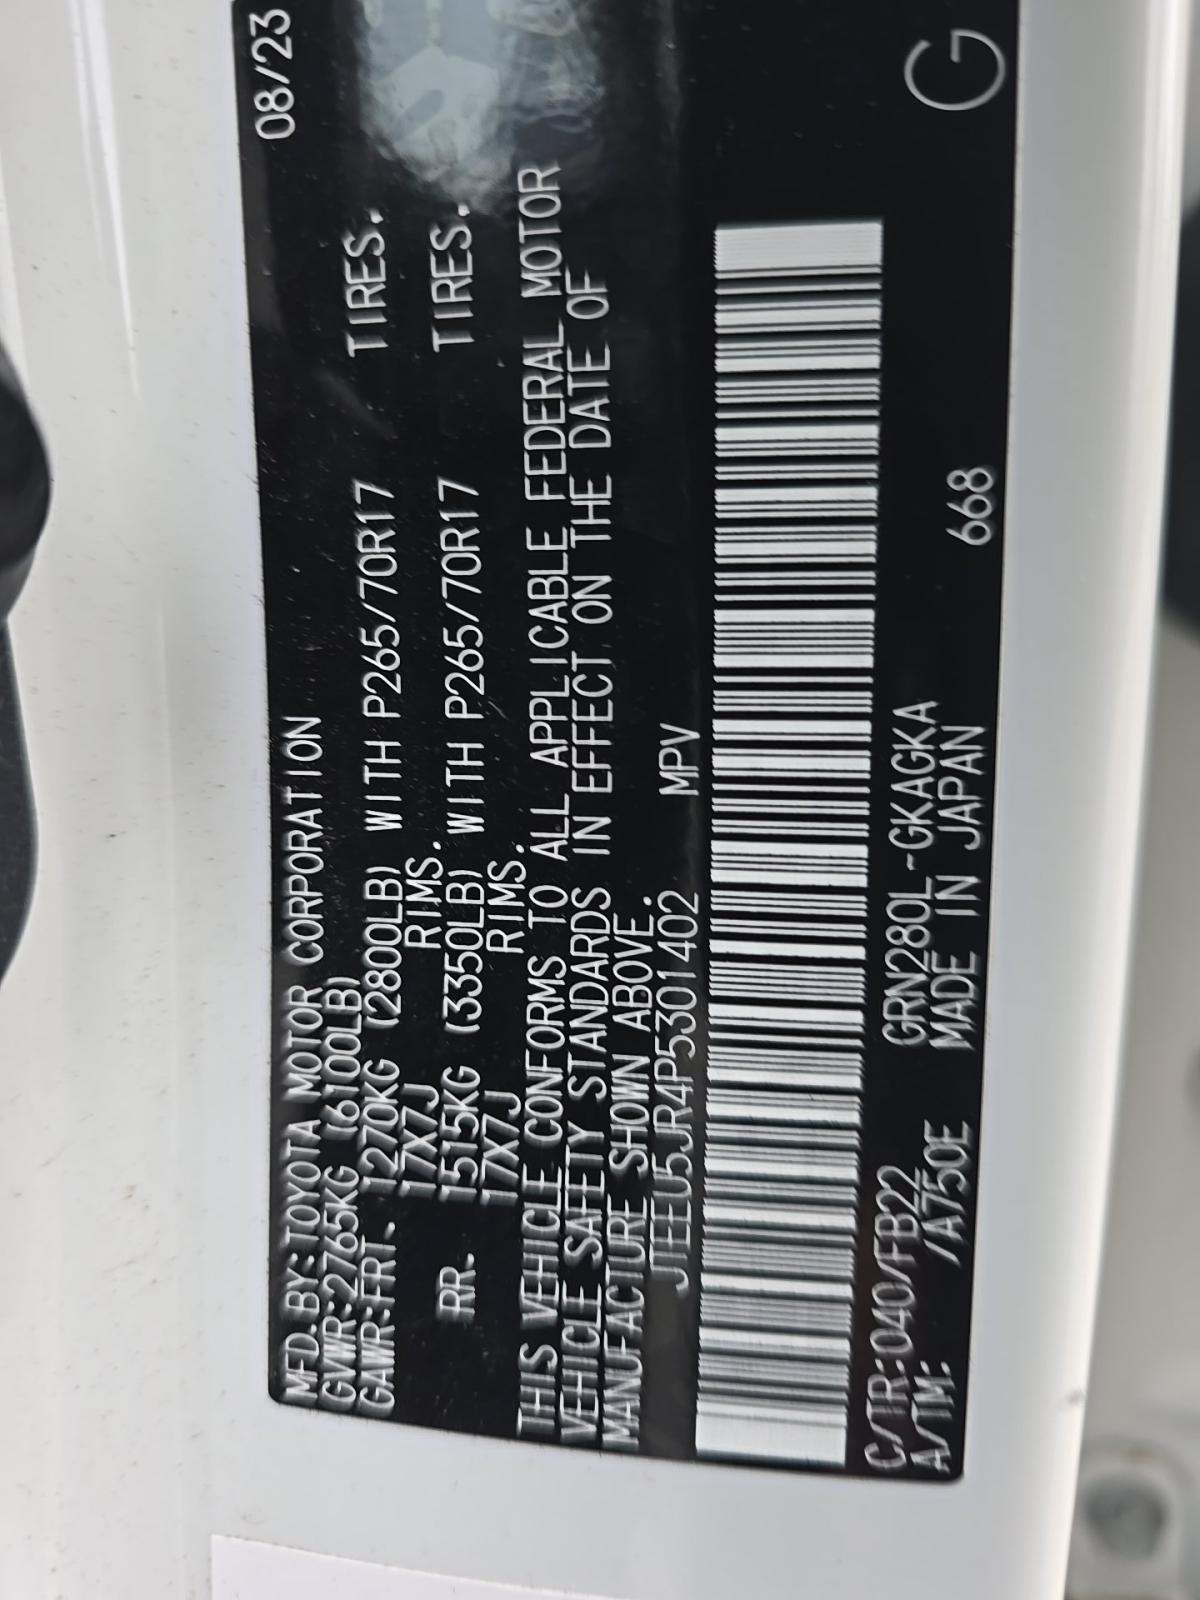 MFD.BY:TOYOTA MOTOR CORPORATION 08/23
GVWR:2765KG (6100LB)
GAWR:FRT. 1270KG (2800LB) WITH P265/70R17 TIRES.
17X7J RIMS.
RR. 1515KG (3350LB) WITH P265/70R17 TIRES.
17X7J RIMS.
THIS VEHICLE CONFORMS TO ALL APPLICABLE FEDERAL MOTOR
VEHICLE SAFETY STANDARDS IN EFFECT ON THE DATE OF
MANUFACTURE SHOWN ABOVE.
JTEEU5JR4P5301402 MPV
C/TR:040/FB22 GRN280L-GKAGKA 668
A/TM: /A750E MADE IN JAPAN
G